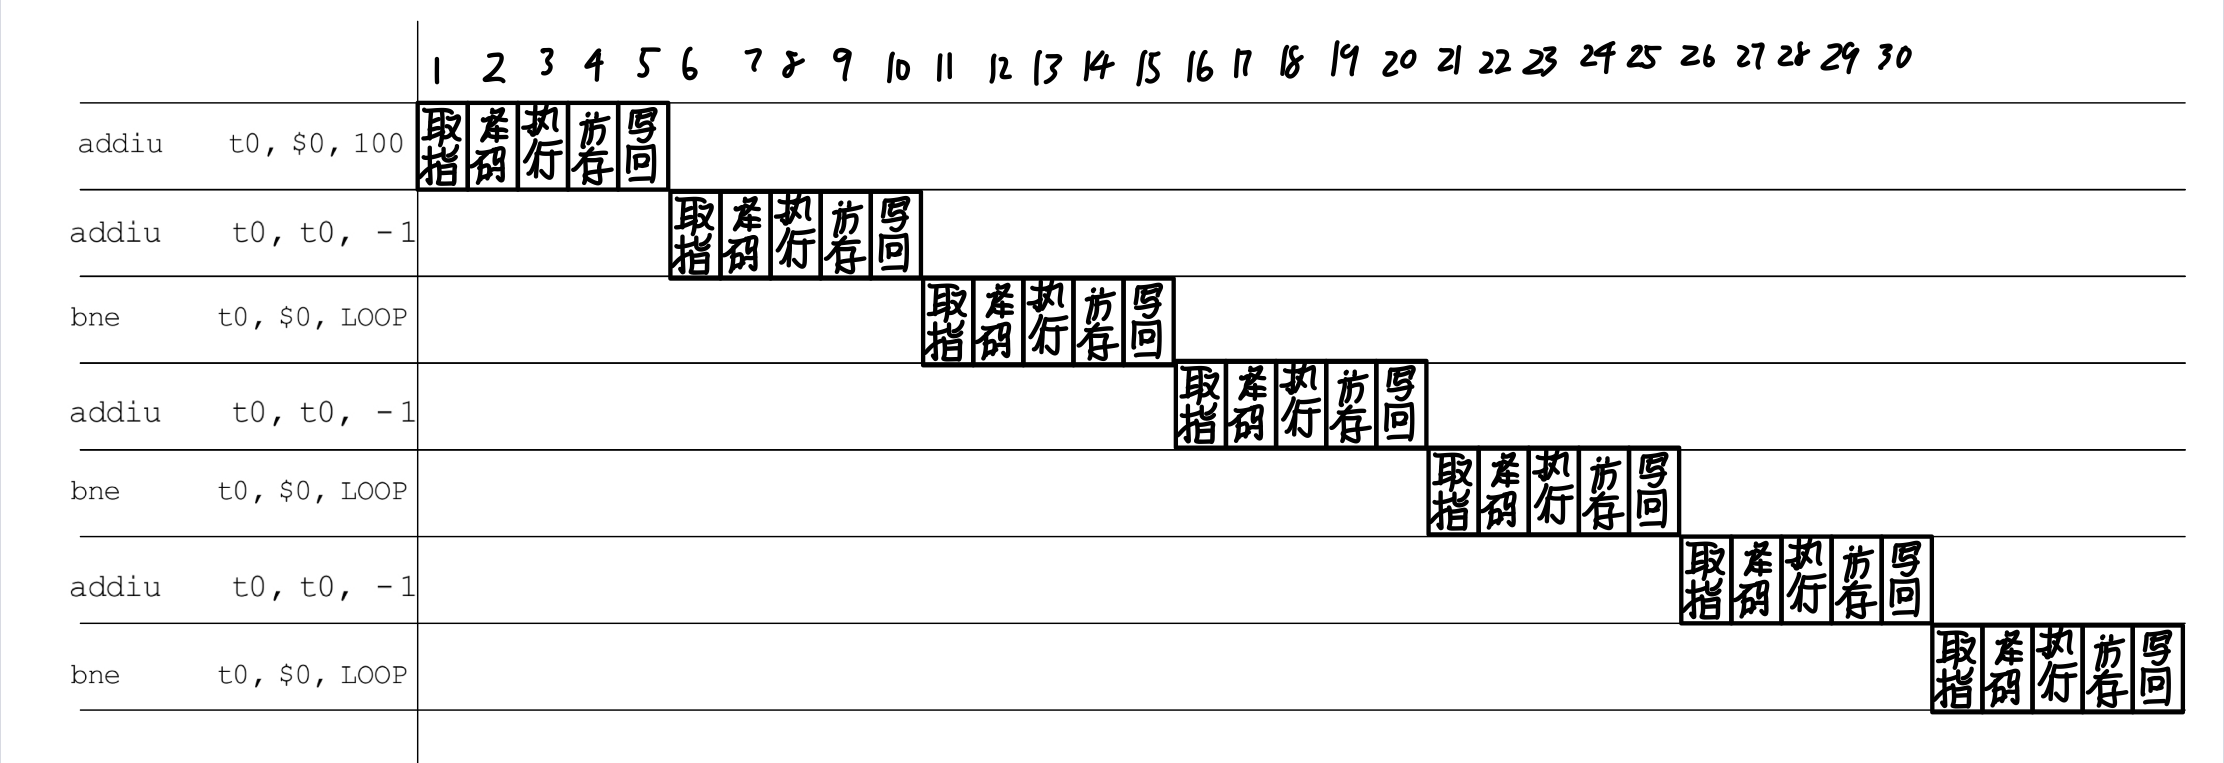 1 2 3 4 5 6 7 8 9 10 11 12 13 14 15 16 17 18 19 20 21 22 23 24 25 26 27 28 29 30
addiu t0, $0, 100 取指 译码 执行 访存 写回
addiu t0, t0, -1 取指 译码 执行 访存 写回
bne t0, $0, LOOP 取指 译码 执行 访存 写回
addiu t0, t0, -1 取指 译码 执行 访存 写回
bne t0, $0, LOOP 取指 译码 执行 访存 写回
addiu t0, t0, -1 取指 译码 执行 访存 写回
bne t0, $0, LOOP 取指 译码 执行 访存 写回